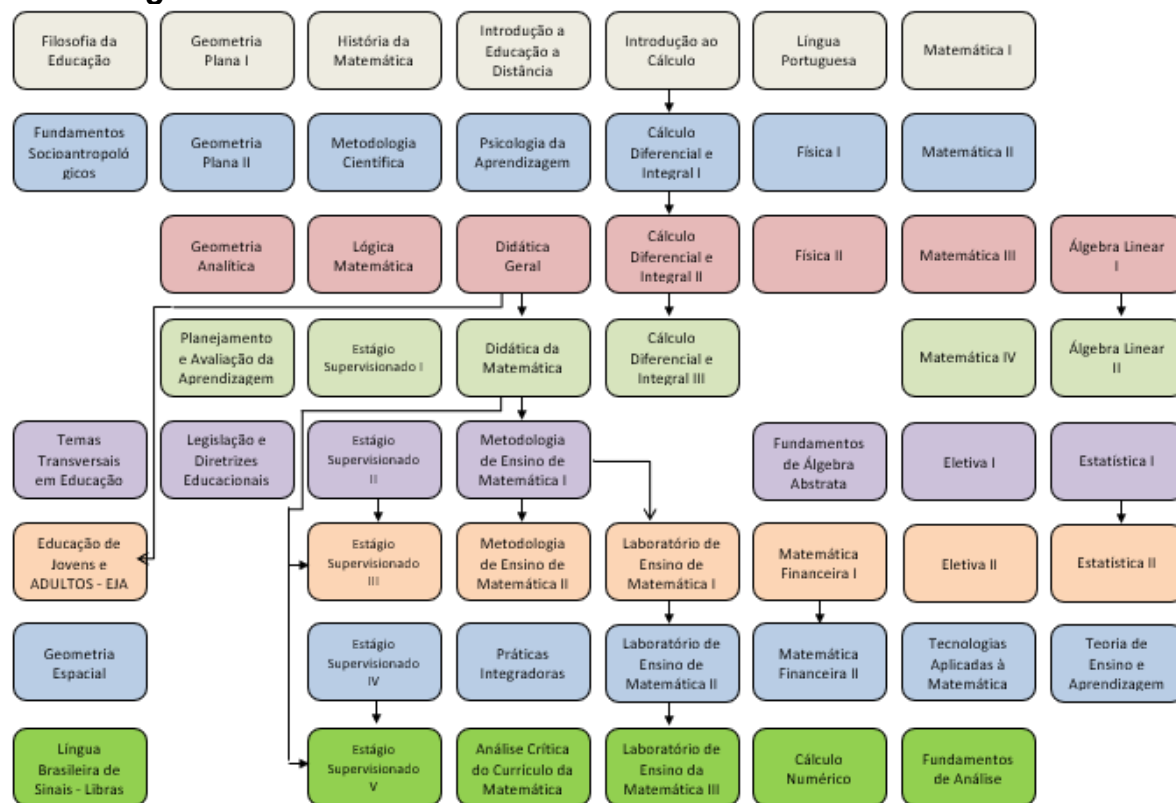 Filosofia da
Educação
Geometria
Plana I
História da
Matemática
Introdução a
Educação a
Distância
Introdução ao
Cálculo
Língua
Portuguesa
Matemática I
Fundamentos
Socioantropoló
gicos
Geometria
Plana II
Metodologia
Científica
Psicologia da
Aprendizagem
Cálculo
Diferencial e
Integral I
Física I
Matemática II
Geometria
Analítica
Lógica
Matemática
Didática
Geral
Cálculo
Diferencial e
Integral II
Física II
Matemática III
Álgebra Linear
I
Planejamento
e Avaliação da
Aprendizagem
Estágio
Supervisionado I
Didática da
Matemática
Cálculo
Diferencial e
Integral III
Matemática IV
Álgebra Linear
II
Temas
Transversais
em Educação
Legislação e
Diretrizes
Educacionais
Estágio
Supervisionado
II
Metodologia
de Ensino de
Matemática I
Fundamentos
de Álgebra
Abstrata
Eletiva I
Estatística I
Educação de
Jovens e
ADULTOS - EJA
Estágio
Supervisionado
III
Metodologia
de Ensino de
Matemática II
Laboratório de
Ensino de
Matemática I
Matemática
Financeira I
Eletiva II
Estatística II
Geometria
Espacial
Estágio
Supervisionado
IV
Práticas
Integradoras
Laboratório de
Ensino de
Matemática II
Matemática
Financeira II
Tecnologias
Aplicadas à
Matemática
Teoria de
Ensino e
Aprendizagem
Língua
Brasileira de
Sinais - Libras
Estágio
Supervisionado
V
Análise Crítica
do Currículo da
Matemática
Laboratório de
Ensino da
Matemática III
Cálculo
Numérico
Fundamentos
de Análise